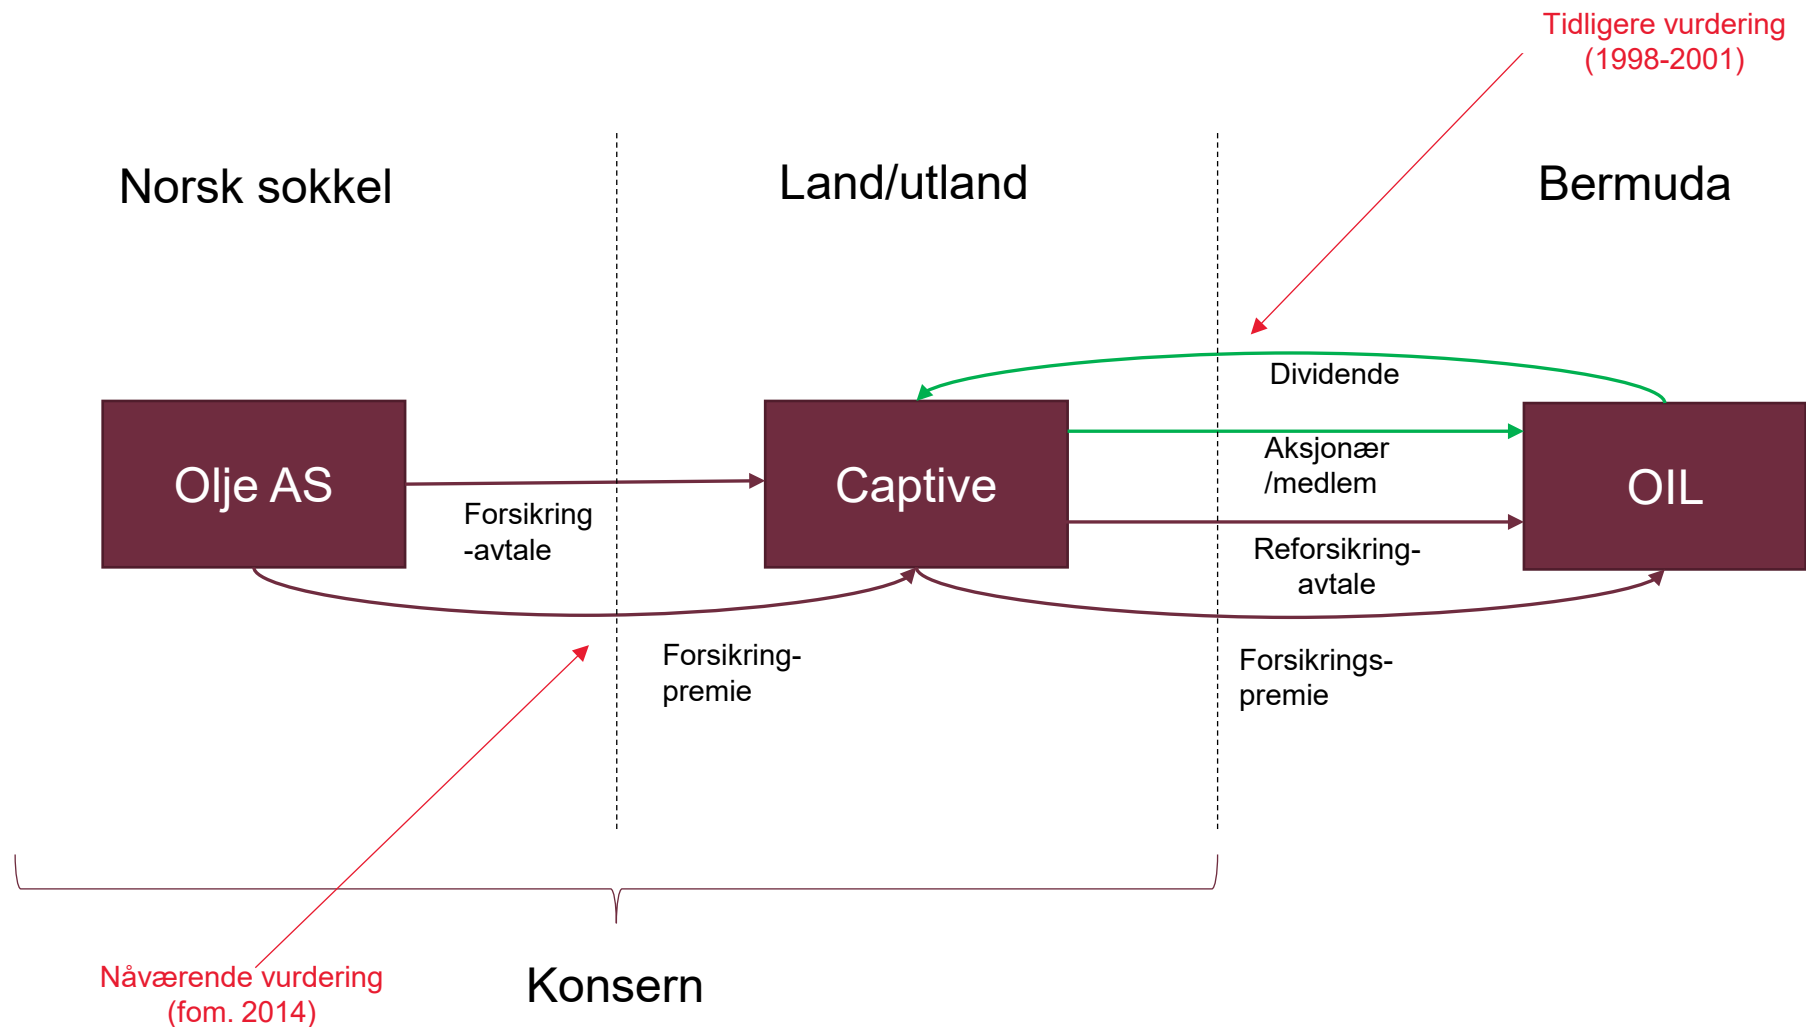 Tidligere vurdering
(1998-2001)
Norsk sokkel
Land/utland
Bermuda
Dividende
Olje AS
Captive
OIL
Aksjonær
/medlem
Forsikring
-avtale
Reforsikring-
avtale
Forsikring-
premie
Forsikrings-
premie
Nåværende vurdering
(fom. 2014)
Konsern